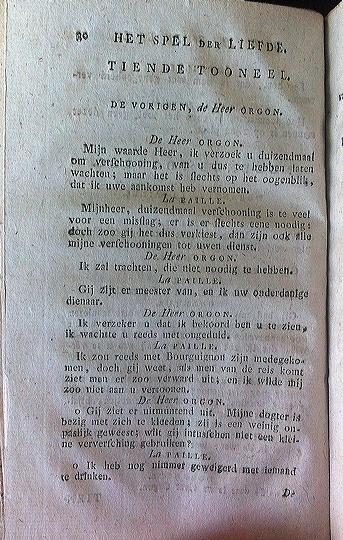 20 HET SPEL DER LIEFDE.
TIENDE TOONEEL.
DE VORIGEN, de Heer ORGON.
De Heer ORGON.
Mijn waarde Heer, ik verzoek u duizendmaal
om verſchooning, van u dus te hebben laten
wachten; maar het is ſlechts op het oogenblik,
dat ik uwe aankomst heb vernomen.
La PAILLE.
Mijnheer, duizendmaal verſchooning is te veel
voor een misſlag; er is er ſlechts eene noodig:
doch zoo gij het dus verkiest, dan zijn ook alle
mijne verſchooningen tot uwen dienst.
De Heer ORGON.
Ik zal trachten, die niet noodig te hebben.
La PAILLE.
Gij zijt er meester van, en ik uw onderdanige
dienaar.
De Heer ORGON.
Ik verzeker u dat ik bekoord ben u te zien,
ik wachtte u reeds met ongeduld.
La PAILLE.
Ik zou reeds met Bourguignon zijn medegeko-
men, doch gij weet, als men van de reis komt
ziet men er zoo verward uit; en ik wilde mij
zoo niet aan u vertoonen.
De Heer ORGON.
o Gij ziet er uitmuntend uit. Mijne dogter is
bezig met zich te kleeden; zij is een weinig on-
paslijk geweest; wilt gij intusſchen niet een klei-
ne ververſching gebruiken?
La PAILLE.
o Ik heb nog nimmer geweigerd met iemand
te drinken.
De